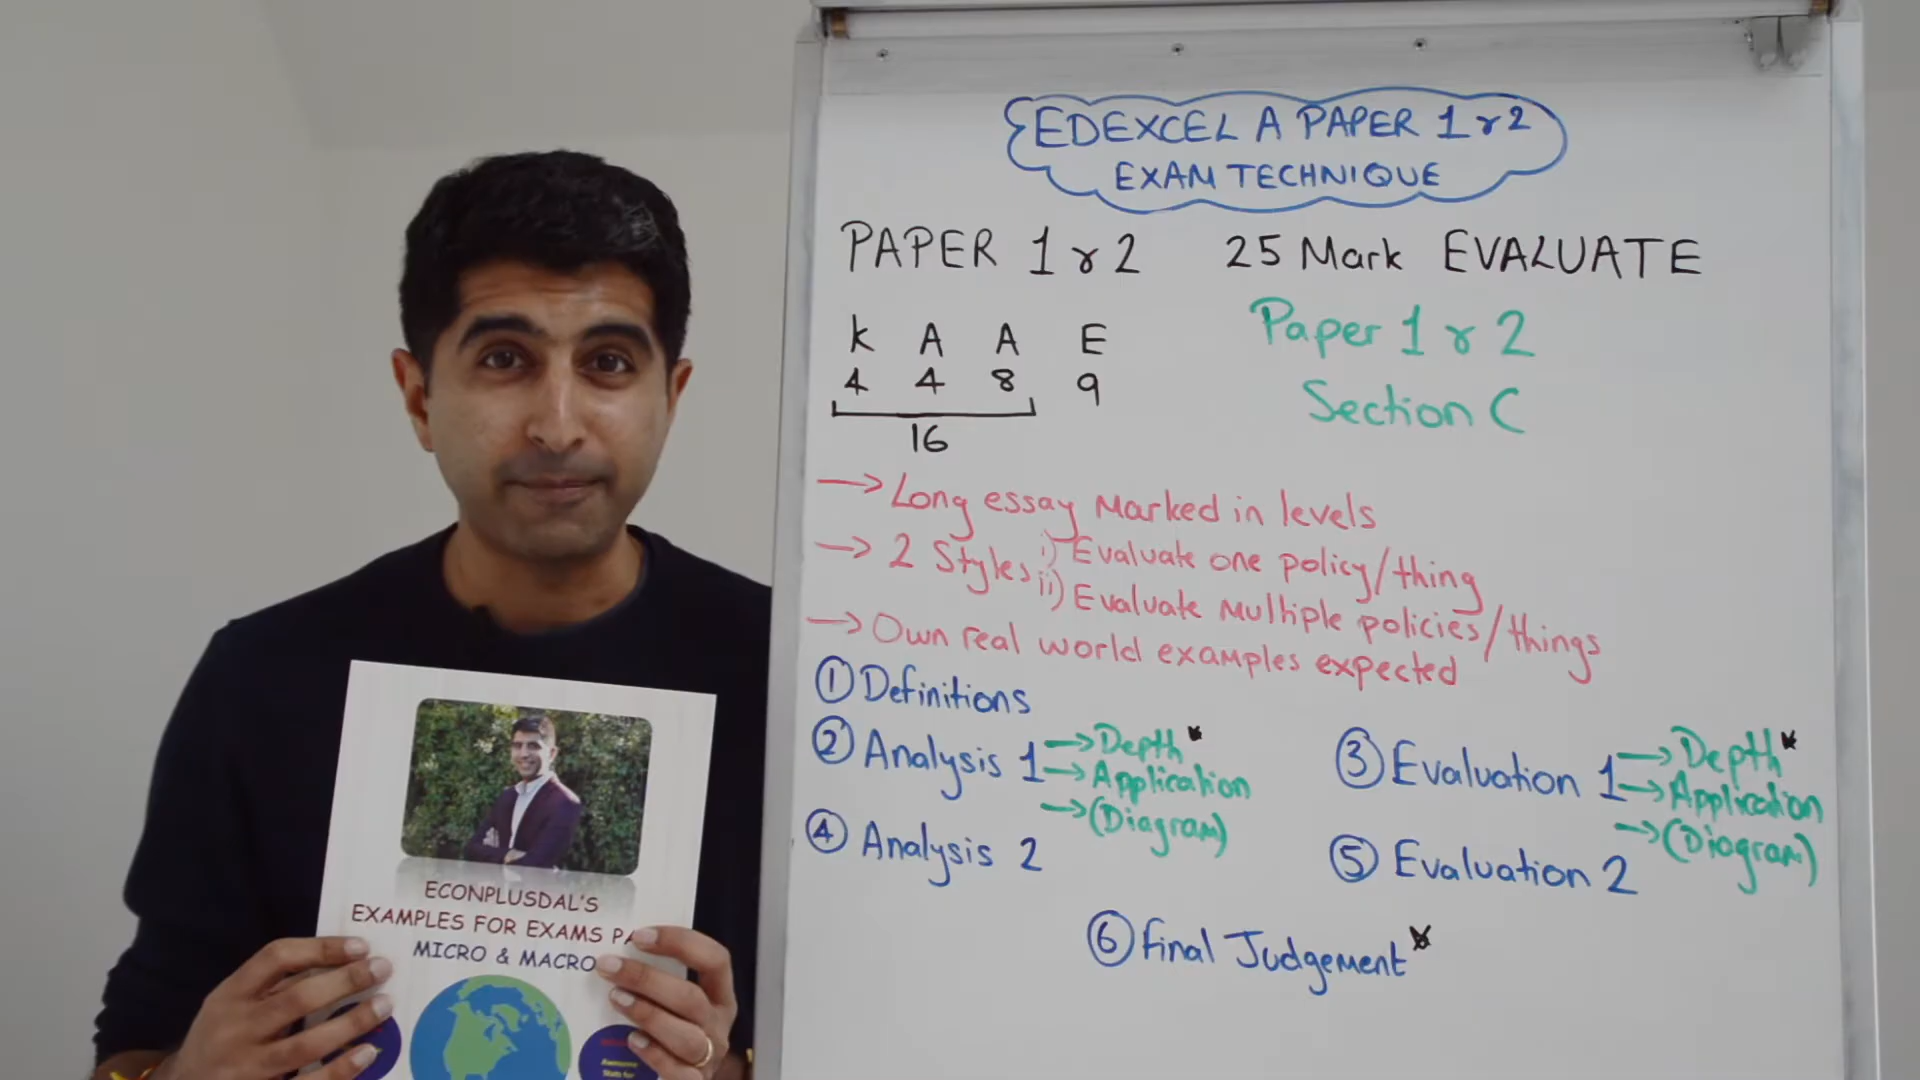 EDEXCEL A PAPER 1 & 2
EXAM TECHNIQUE
PAPER 1 & 2 25 Mark EVALUATE
Paper 1 & 2
Section C
K A A E
4 4 8 9
16
→ Long essay marked in levels
→ 2 Styles i) Evaluate one policy/thing
ii) Evaluate multiple policies/things
→ Own real world examples expected
① Definitions
② Analysis 1 → Depth *
→ Application
→ (Diagram)
③ Evaluation 1 → Depth *
→ Application
→ (Diagram)
④ Analysis 2
⑤ Evaluation 2
⑥ Final Judgement *
ECONPLUSDAL'S
EXAMPLES FOR EXAMS PA
MICRO & MACRO
Awesome
Stats for